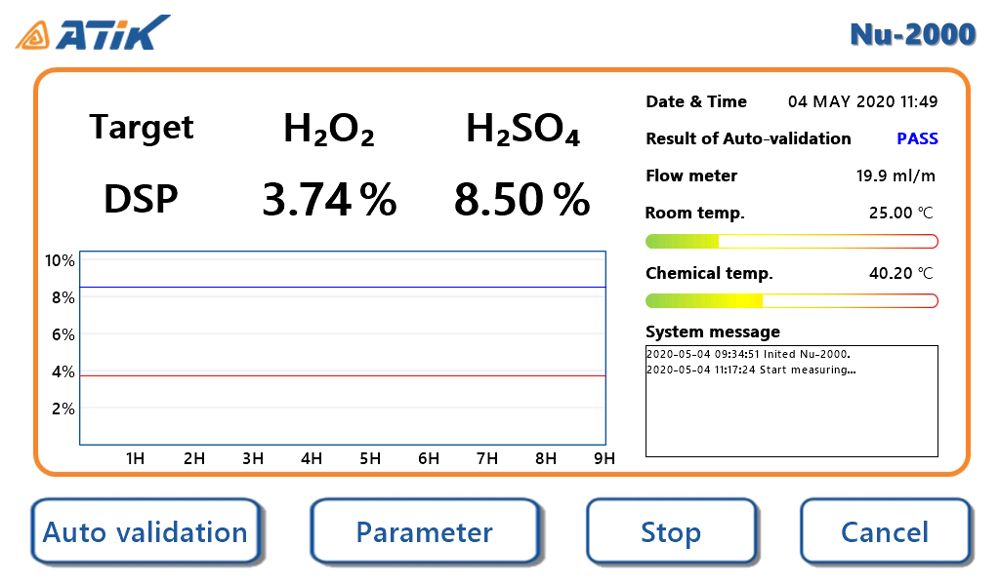 ATiK
Nu-2000
Target H₂O₂ H₂SO₄
DSP 3.74 % 8.50 %
10%
8%
6%
4%
2%
1H 2H 3H 4H 5H 6H 7H 8H 9H
Date & Time 04 MAY 2020 11:49
Result of Auto-validation PASS
Flow meter 19.9 ml/m
Room temp. 25.00 ℃
Chemical temp. 40.20 ℃
System message
2020-05-04 09:34:51 Inited Nu-2000.
2020-05-04 11:17:24 Start measuring...
Auto validation Parameter Stop Cancel